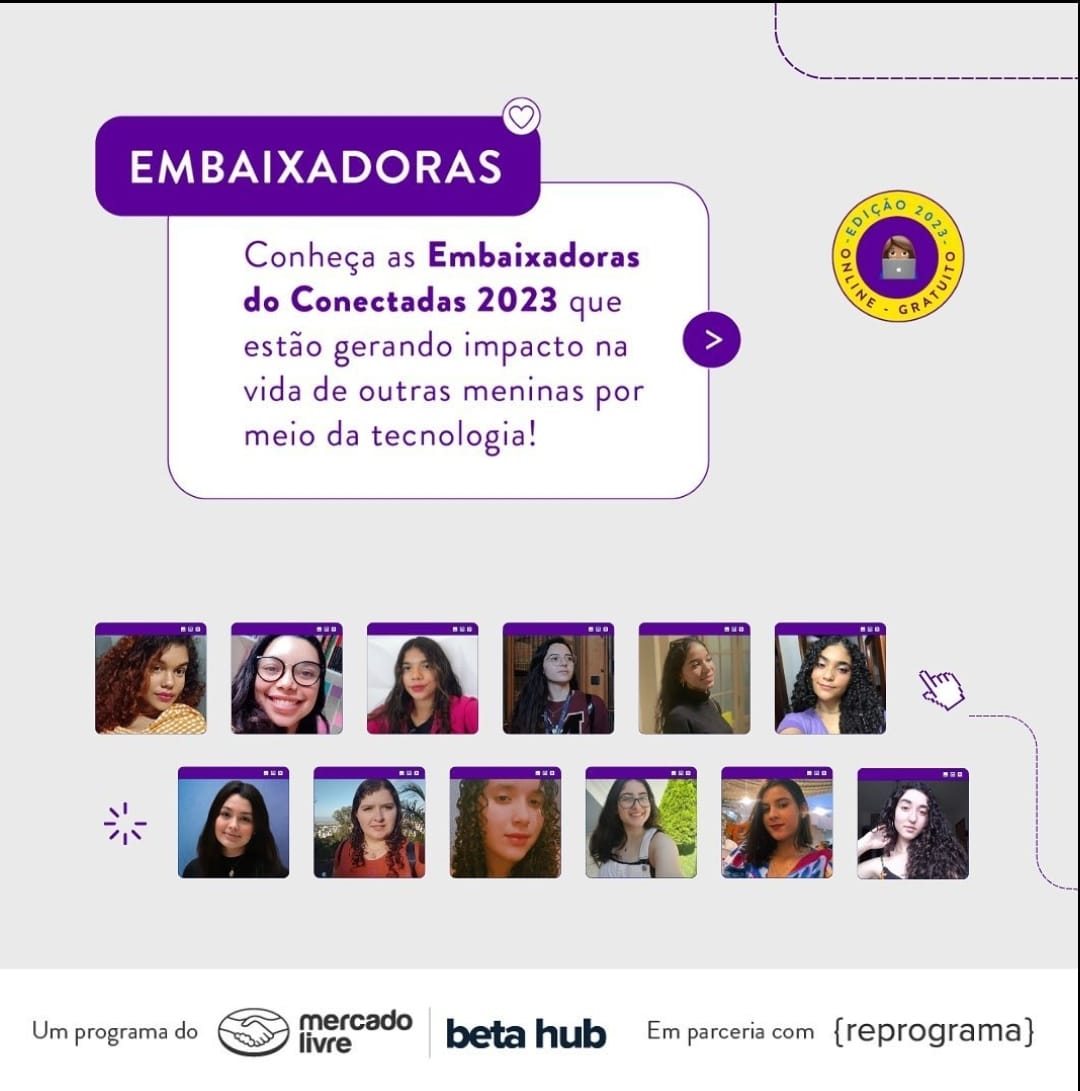 EMBAIXADORAS
Conheça as Embaixadoras
do Conectadas 2023 que
estão gerando impacto na
vida de outras meninas por
meio da tecnologia!
>
-EDIÇÃO 2023-
ONLINE - GRATUITO
Um programa do
mercado
livre
beta hub
Em parceria com
{reprograma}